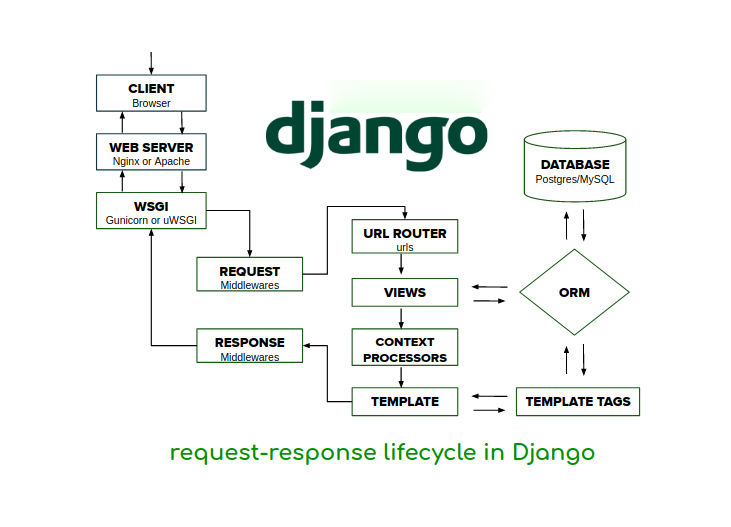 CLIENT
Browser
WEB SERVER
Nginx or Apache
WSGI
Gunicorn or uWSGI
django
REQUEST
Middlewares
RESPONSE
Middlewares
URL ROUTER
urls
VIEWS
CONTEXT
PROCESSORS
TEMPLATE
DATABASE
Postgres/MySQL
ORM
TEMPLATE TAGS
request-response lifecycle in Django